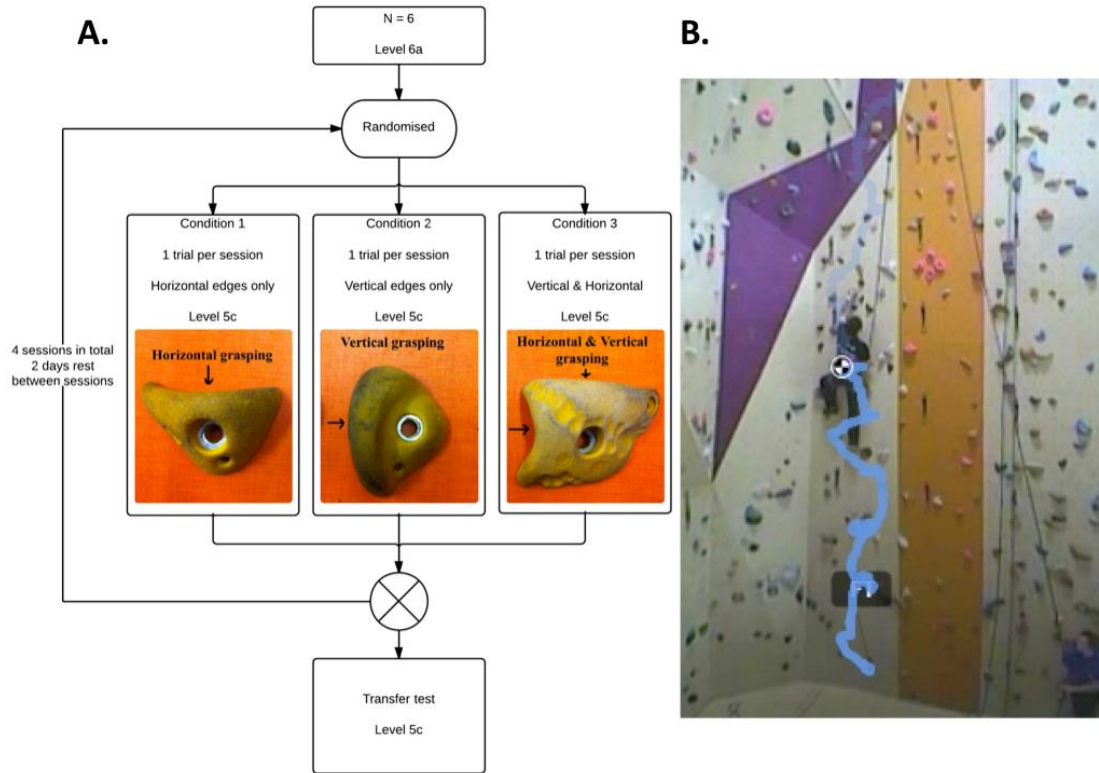 A.
B.
N = 6
Level 6a
Randomised
Condition 1
1 trial per session
Horizontal edges only
Level 5c
Horizontal grasping
Condition 2
1 trial per session
Vertical edges only
Level 5c
Vertical grasping
Condition 3
1 trial per session
Vertical & Horizontal
Level 5c
Horizontal & Vertical
grasping
4 sessions in total
2 days rest
between sessions
Transfer test
Level 5c